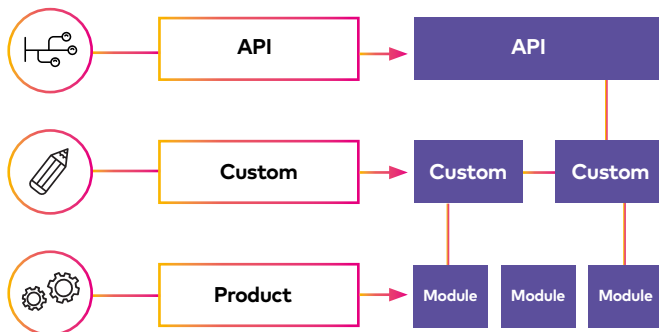 API
API
Custom
Custom
Custom
Product
Module
Module
Module